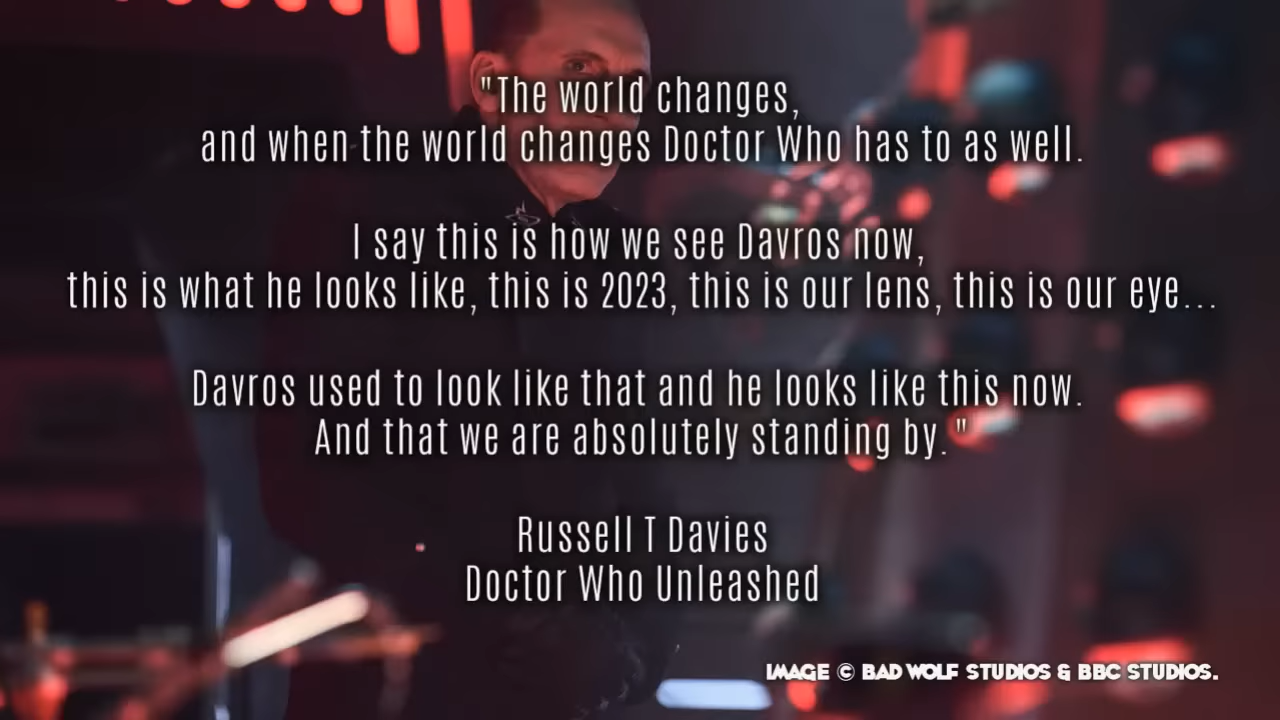 "The world changes,
and when the world changes Doctor Who has to as well.
I say this is how we see Davros now,
this is what he looks like, this is 2023, this is our lens, this is our eye...
Davros used to look like that and he looks like this now.
And that we are absolutely standing by."
Russell T Davies
Doctor Who Unleashed
IMAGE © BAD WOLF STUDIOS & BBC STUDIOS.